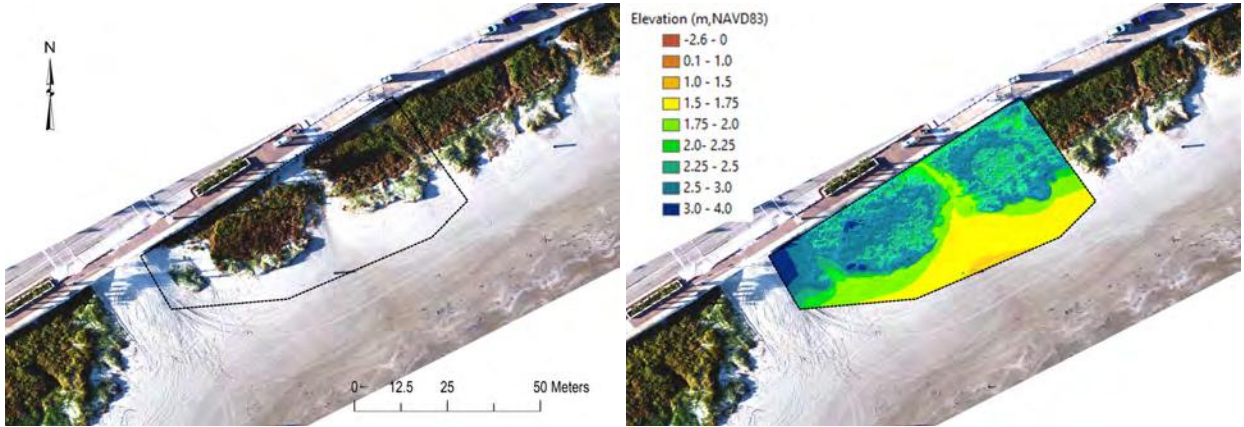 N
0
12.5
25
50 Meters
Elevation (m,NAVD83)
-2.6 - 0
0.1 - 1.0
1.0 - 1.5
1.5 - 1.75
1.75 - 2.0
2.0- 2.25
2.25 - 2.5
2.5 - 3.0
3.0 - 4.0